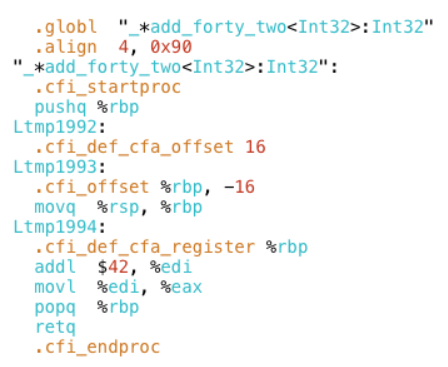 .globl "_*add_forty_two<Int32>:Int32"
.align 4, 0x90
"_*add_forty_two<Int32>:Int32":
.cfi_startproc
pushq %rbp
Ltmp1992:
.cfi_def_cfa_offset 16
Ltmp1993:
.cfi_offset %rbp, -16
movq %rsp, %rbp
Ltmp1994:
.cfi_def_cfa_register %rbp
addl $42, %edi
movl %edi, %eax
popq %rbp
retq
.cfi_endproc